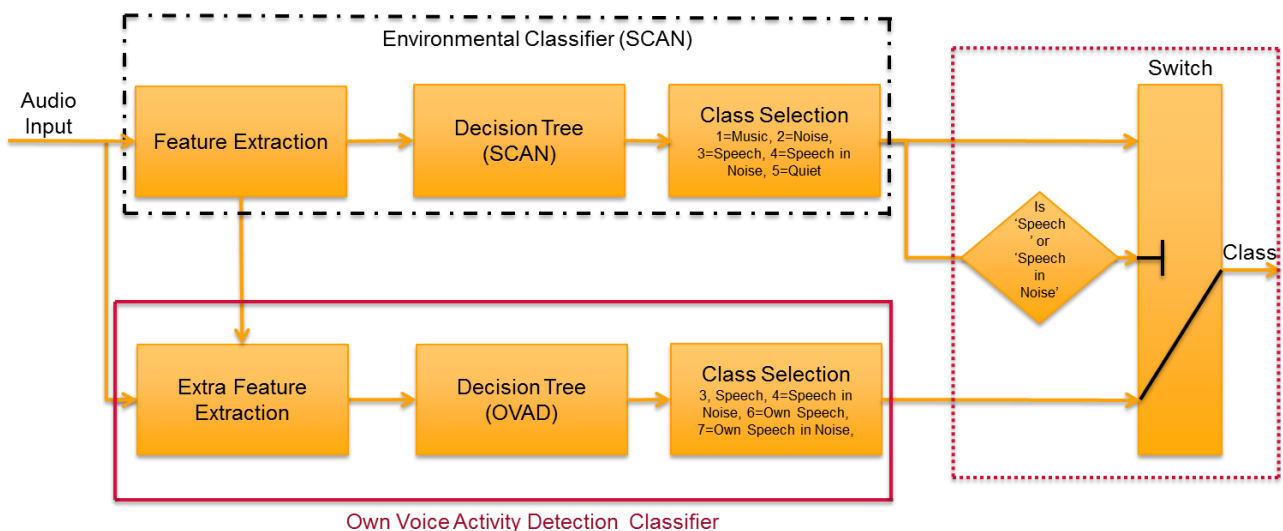 Environmental Classifier (SCAN)
Audio
Input
Feature Extraction
Decision Tree
(SCAN)
Class Selection
1=Music, 2=Noise,
3=Speech, 4=Speech in
Noise, 5=Quiet
Switch
Is
‘Speech
’ or
‘Speech
in
Noise’
Class
Extra Feature
Extraction
Decision Tree
(OVAD)
Class Selection
3, Speech, 4=Speech in
Noise, 6=Own Speech,
7=Own Speech in Noise,
Own Voice Activity Detection Classifier